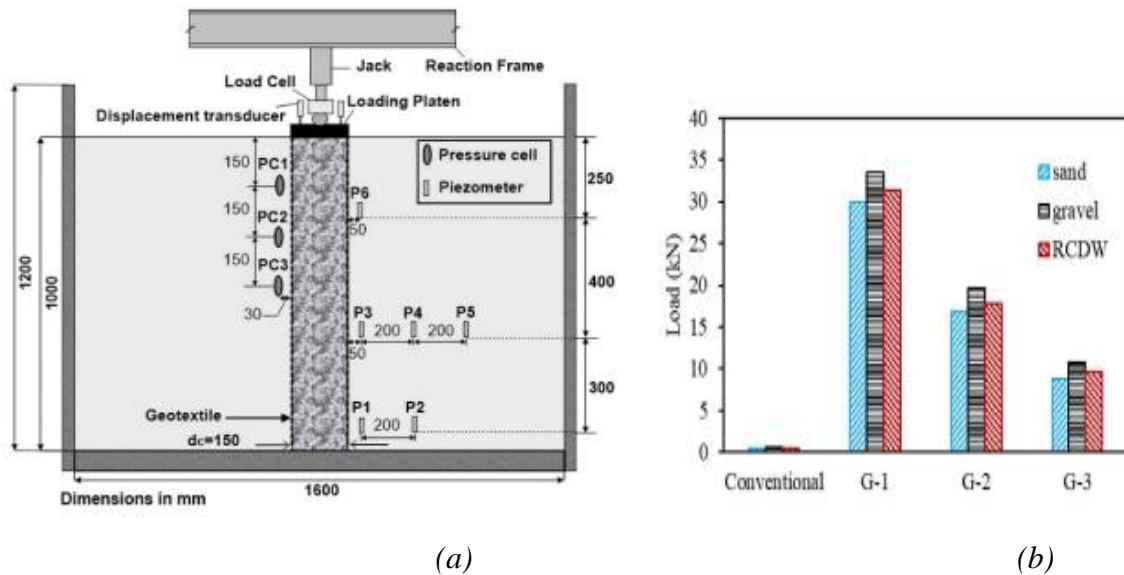 Reaction Frame
Jack
Load Cell
Loading Platen
Displacement transducer
Pressure cell
Piezometer
PC1
150
P6
250
50
PC2
150
PC3
150
30
1200
1000
400
P3 P4 P5
200 200
50
300
Geotextile
P1 P2
200
dc=150
1600
Dimensions in mm
(a)
Load (kN)
40
35
30
25
20
15
10
5
0
sand
gravel
RCDW
Conventional G-1 G-2 G-3
(b)